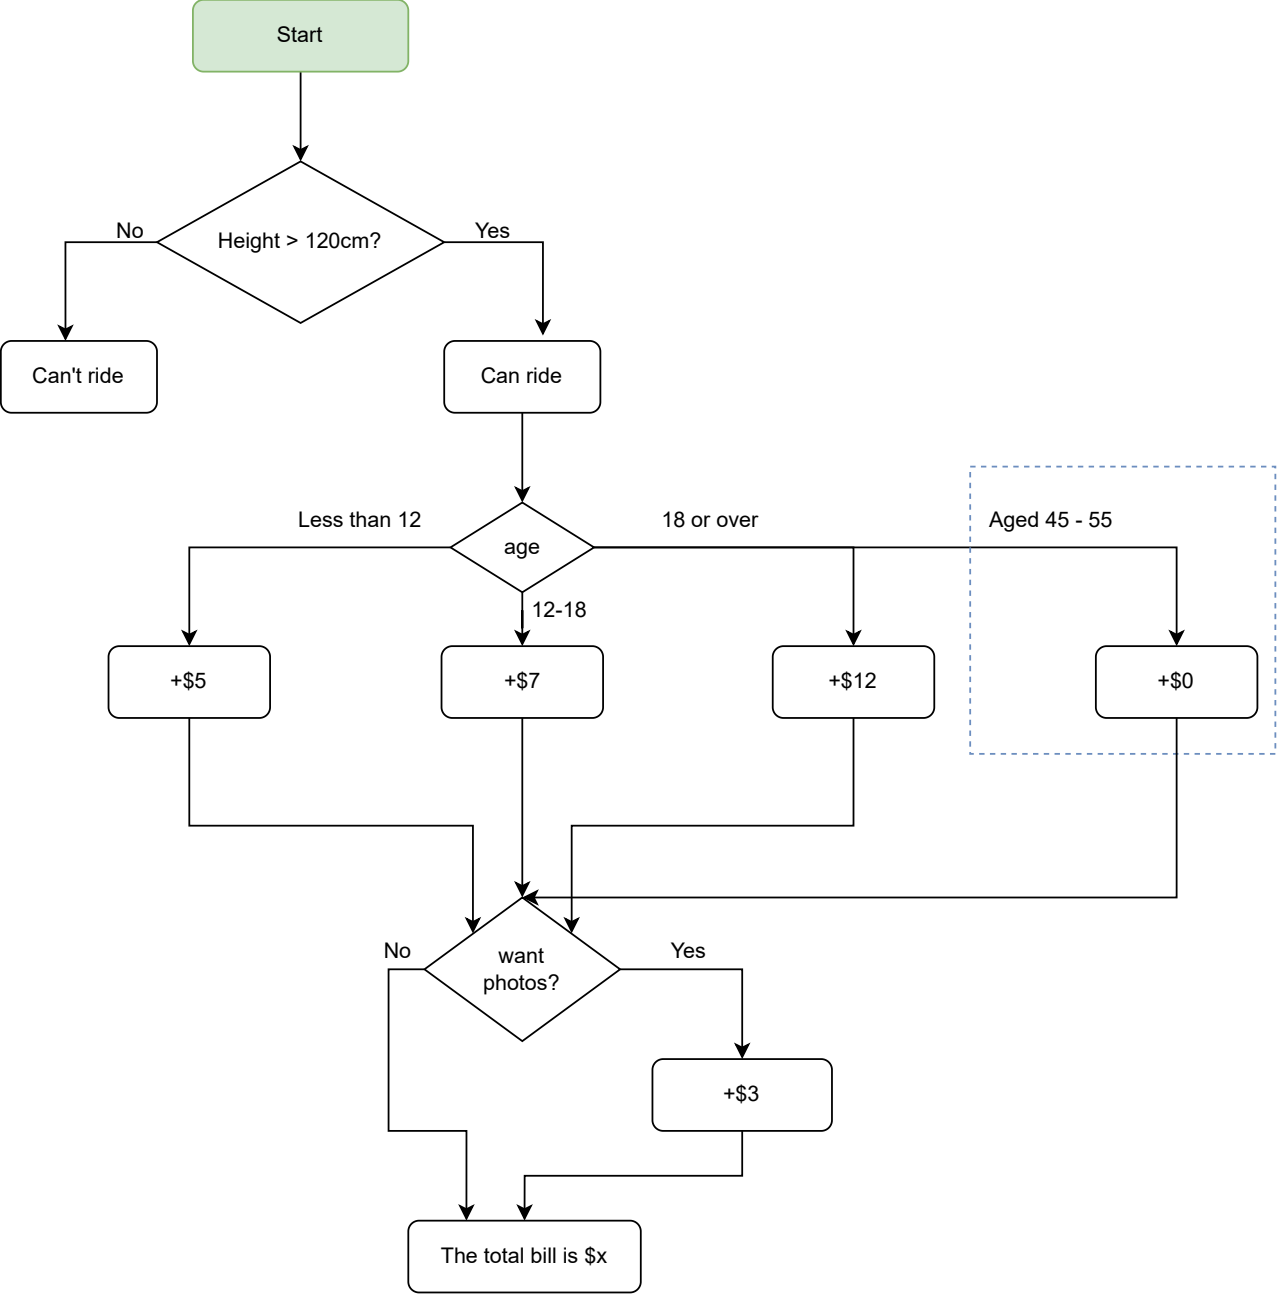 Start
Height > 120cm?
No
Yes
Can't ride
Can ride
Less than 12
age
18 or over
Aged 45 - 55
12-18
+$5
+$7
+$12
+$0
want
photos?
No
Yes
+$3
The total bill is $x